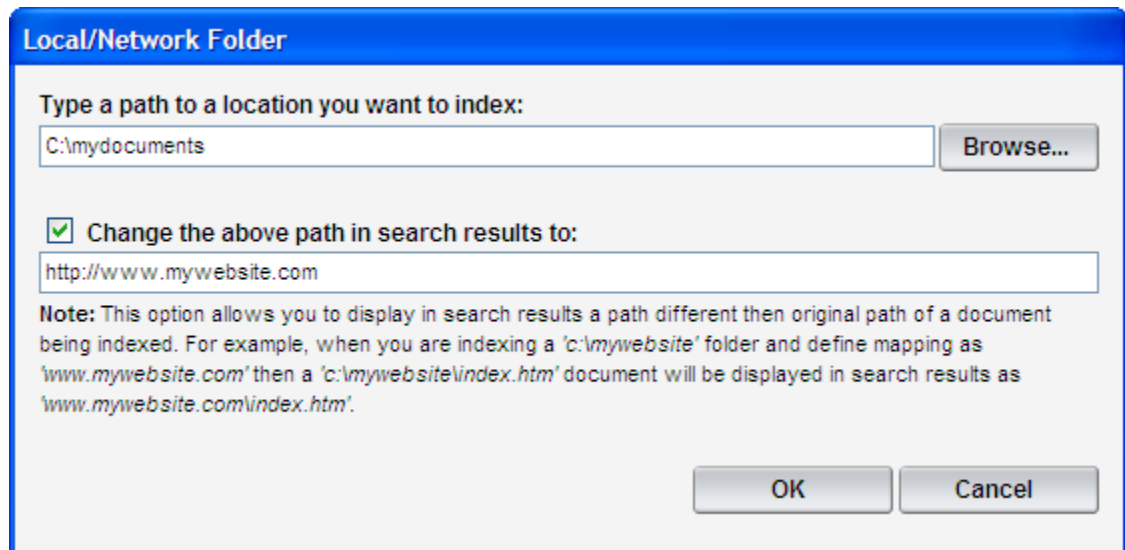 Local/Network Folder
Type a path to a location you want to index:
C:\mydocuments
Browse...
Change the above path in search results to:
http://www.mywebsite.com
Note: This option allows you to display in search results a path different then original path of a document
being indexed. For example, when you are indexing a 'c:\mywebsite' folder and define mapping as
'www.mywebsite.com' then a 'c:\mywebsite\index.htm' document will be displayed in search results as
'www.mywebsite.com\index.htm'.
OK
Cancel